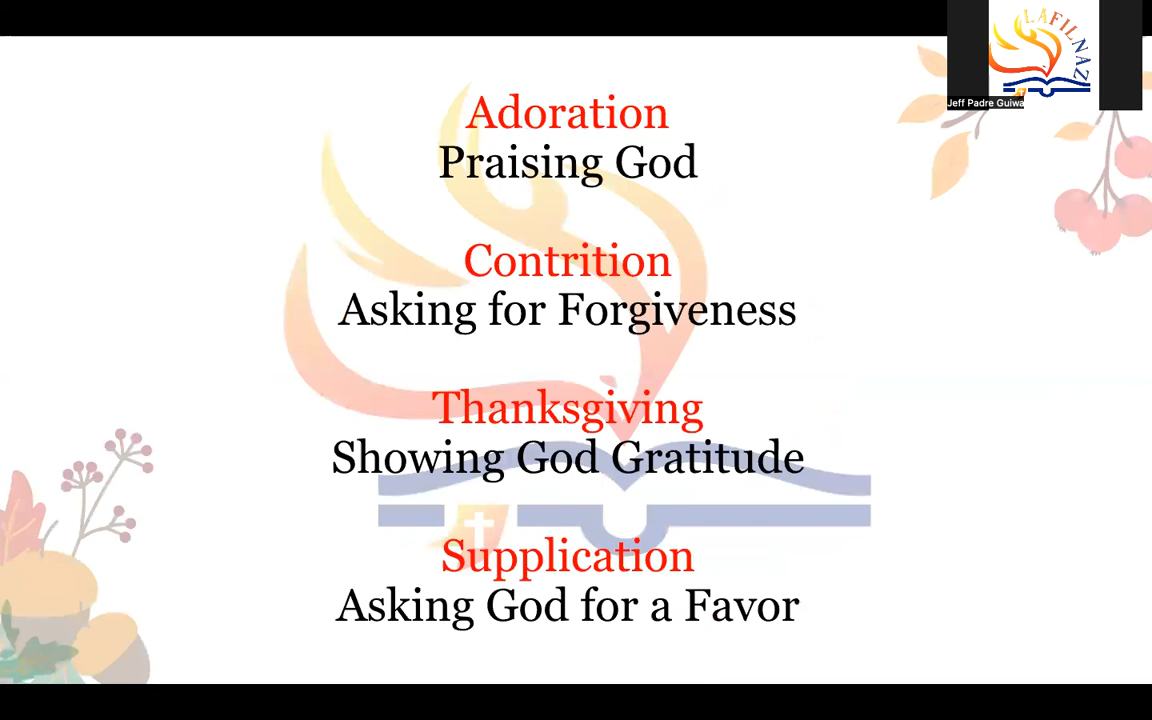 LAFILNAZ
Jeff Padre Guiwa
Adoration
Praising God
Contrition
Asking for Forgiveness
Thanksgiving
Showing God Gratitude
Supplication
Asking God for a Favor